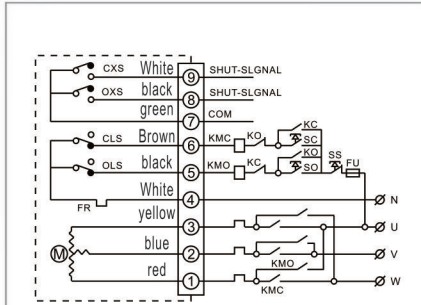 CXS White 9 SHUT-SLGNAL
OXS black 8 SHUT-SLGNAL
green 7 COM
KC
CLS Brown 6 KMC KO SC
KO SS
OLS black 5 KMO KC SO FU
White 4 N
FR
yellow 3 U
blue 2 V
M
KMO
red 1 W
KMC